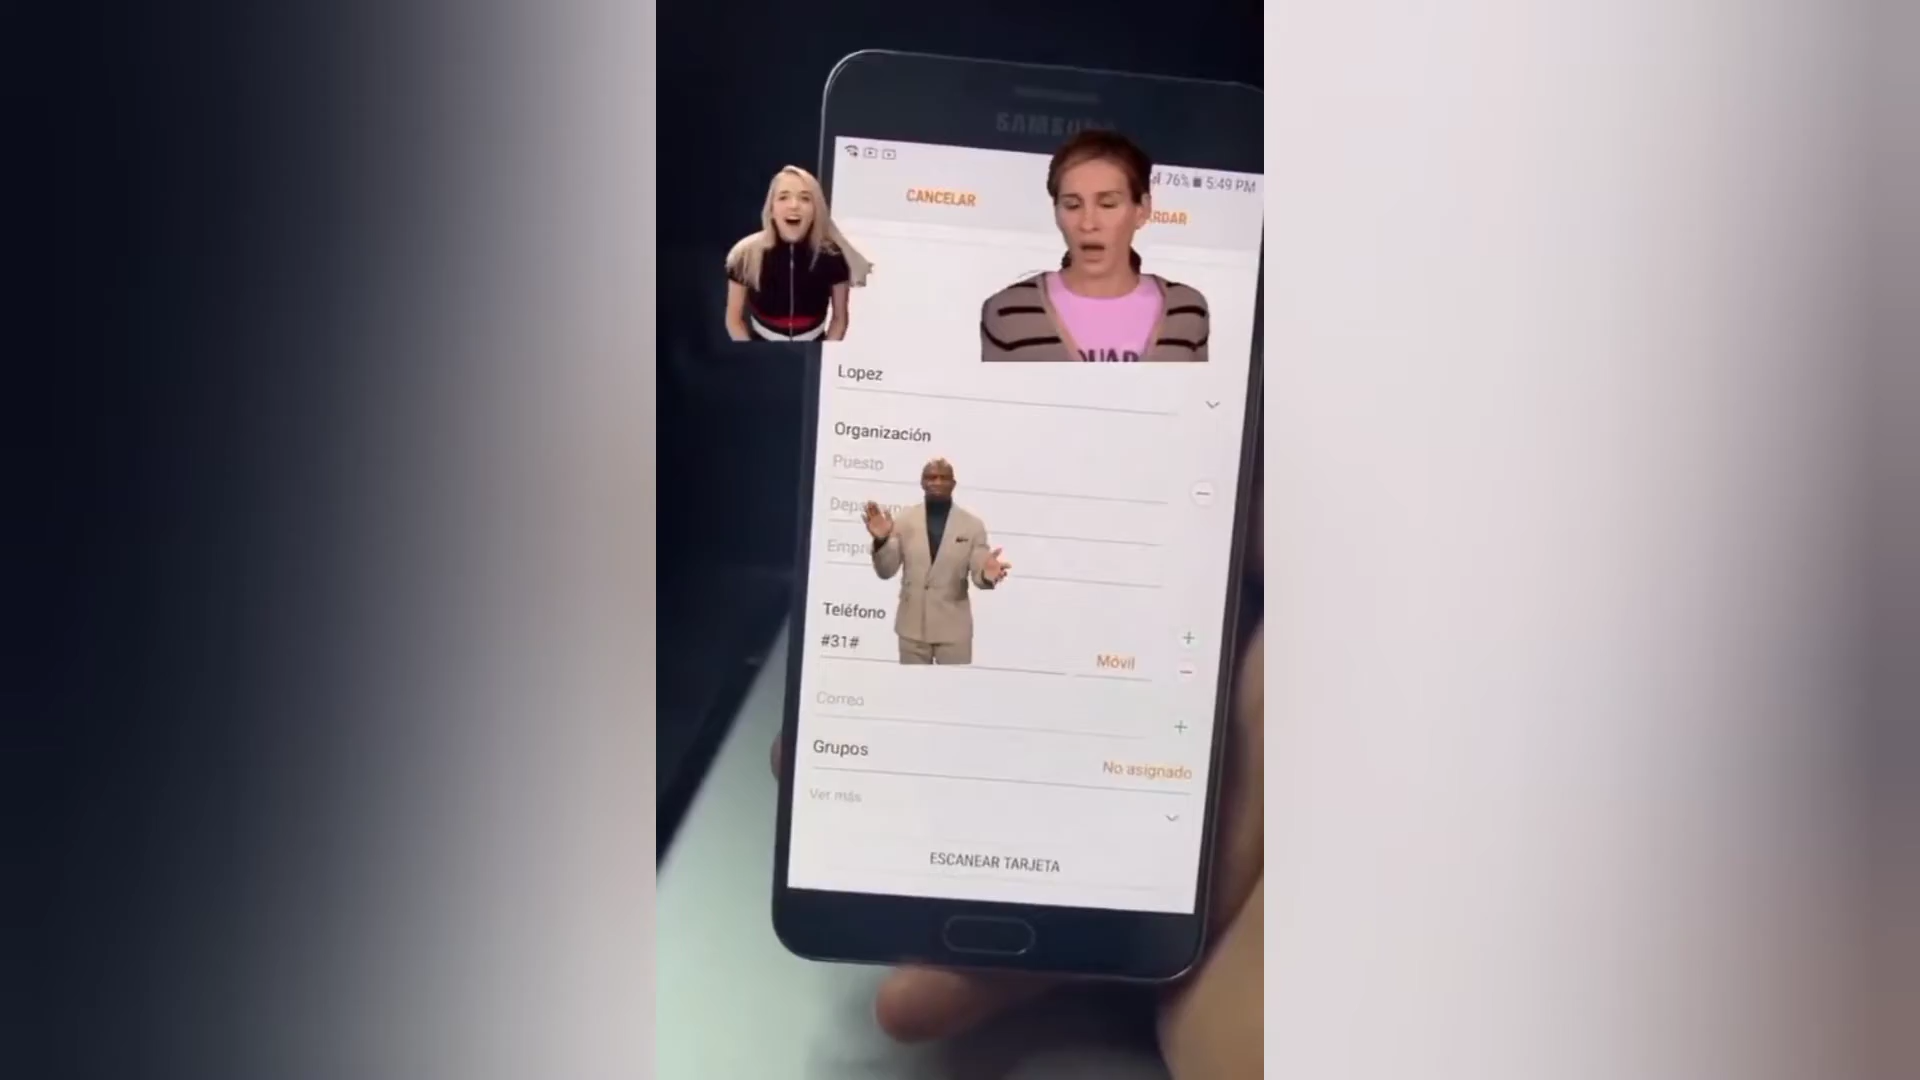 SAMSUNG
76% 5:49 PM
CANCELAR
Lopez
Organización
Puesto
Teléfono
#31#
Móvil
Correo
Grupos
No asignado
Ver más
ESCANEAR TARJETA